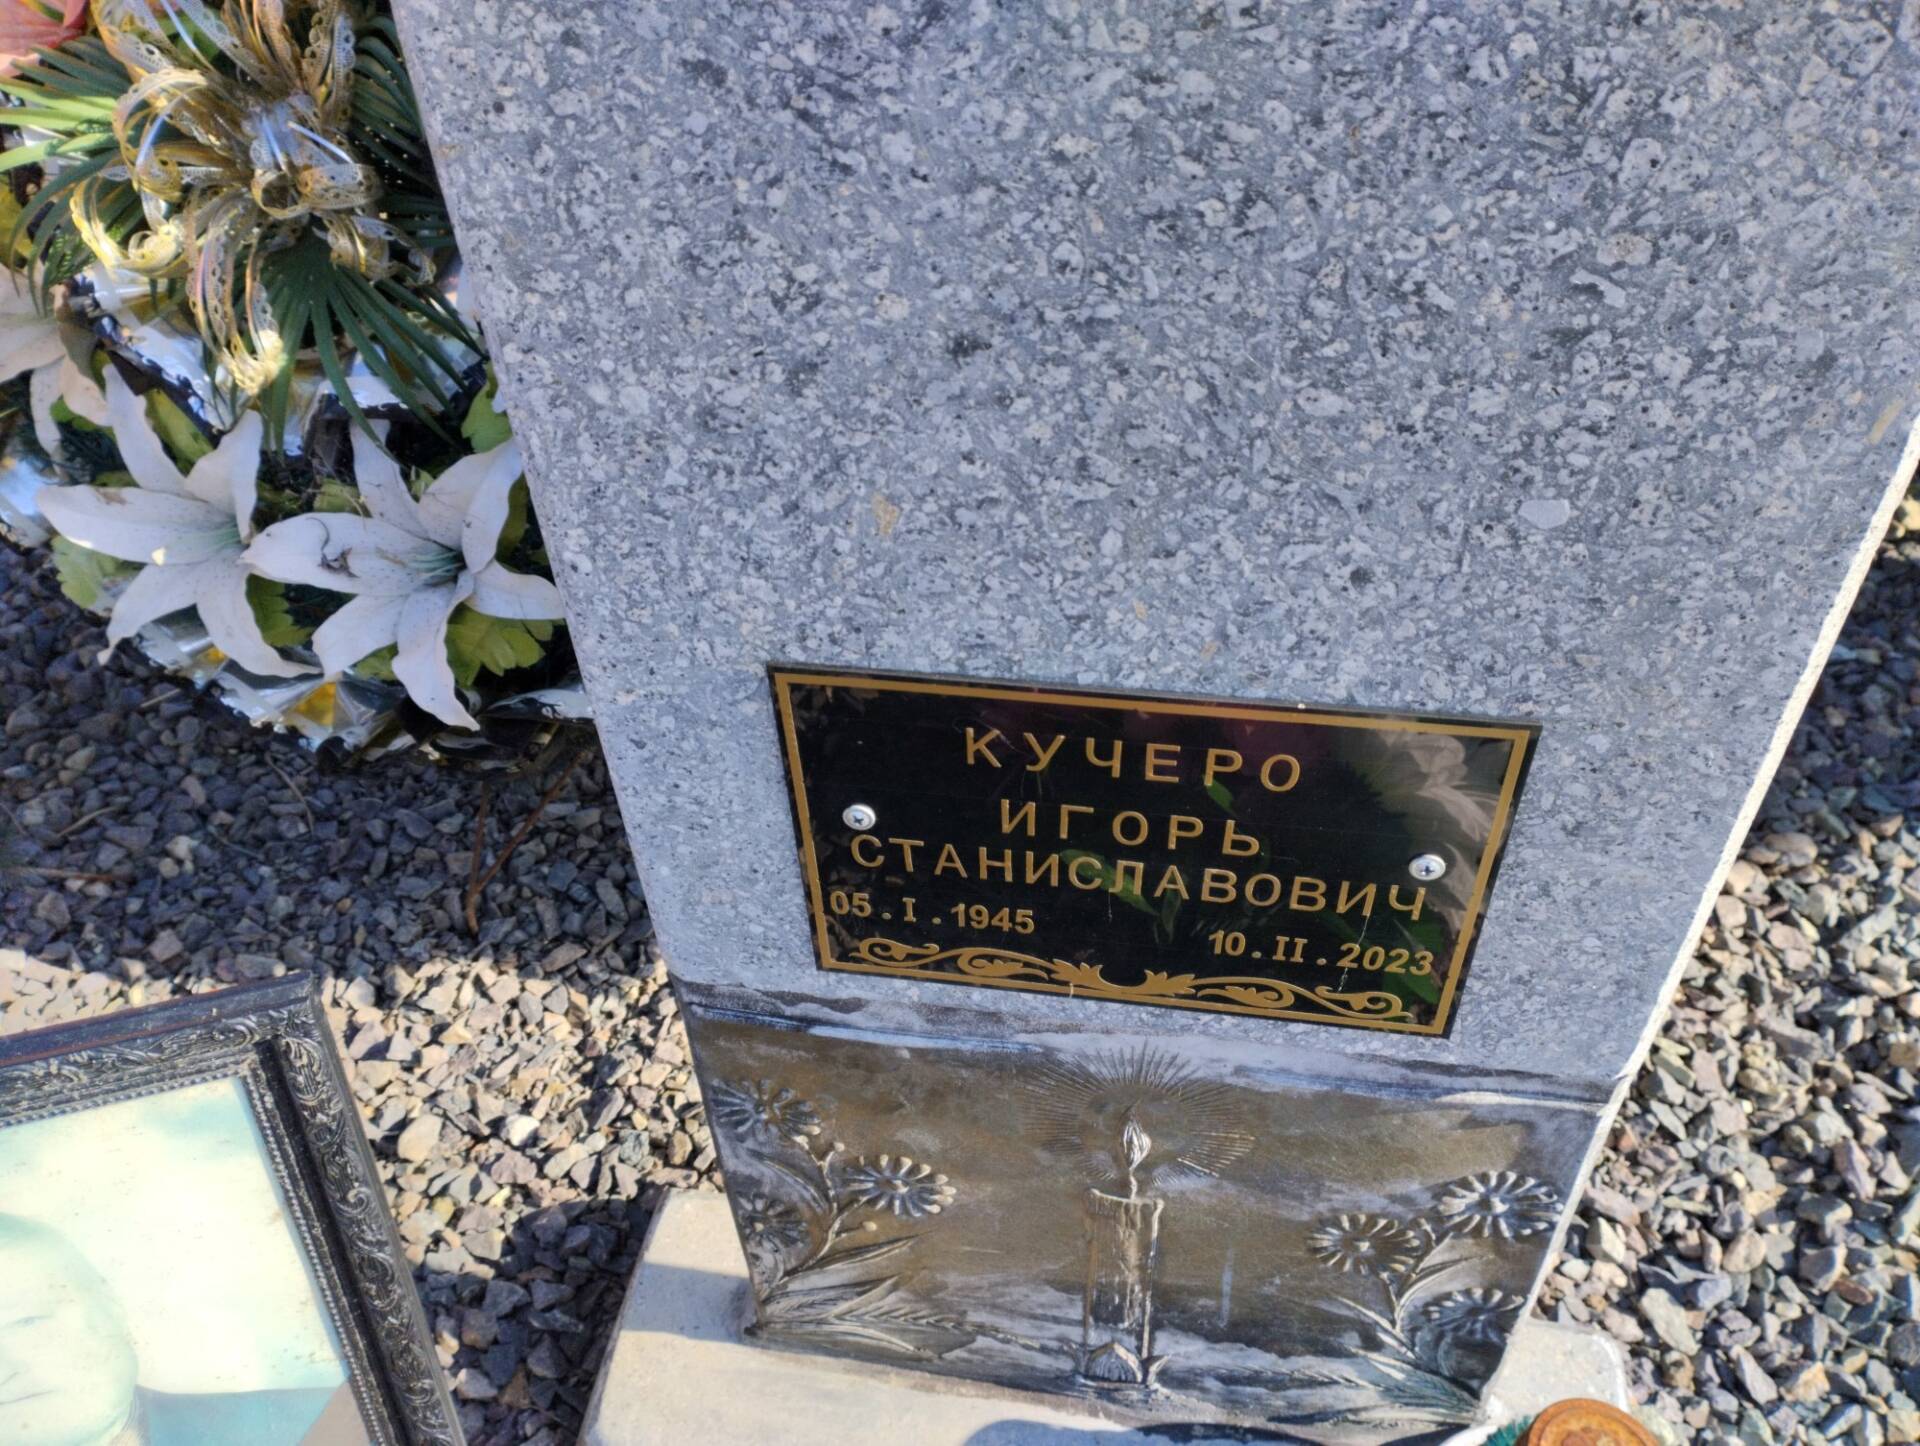 КУЧЕРО
ИГОРЬ
СТАНИСЛАВОВИЧ
05.I.1945
10.II.2023